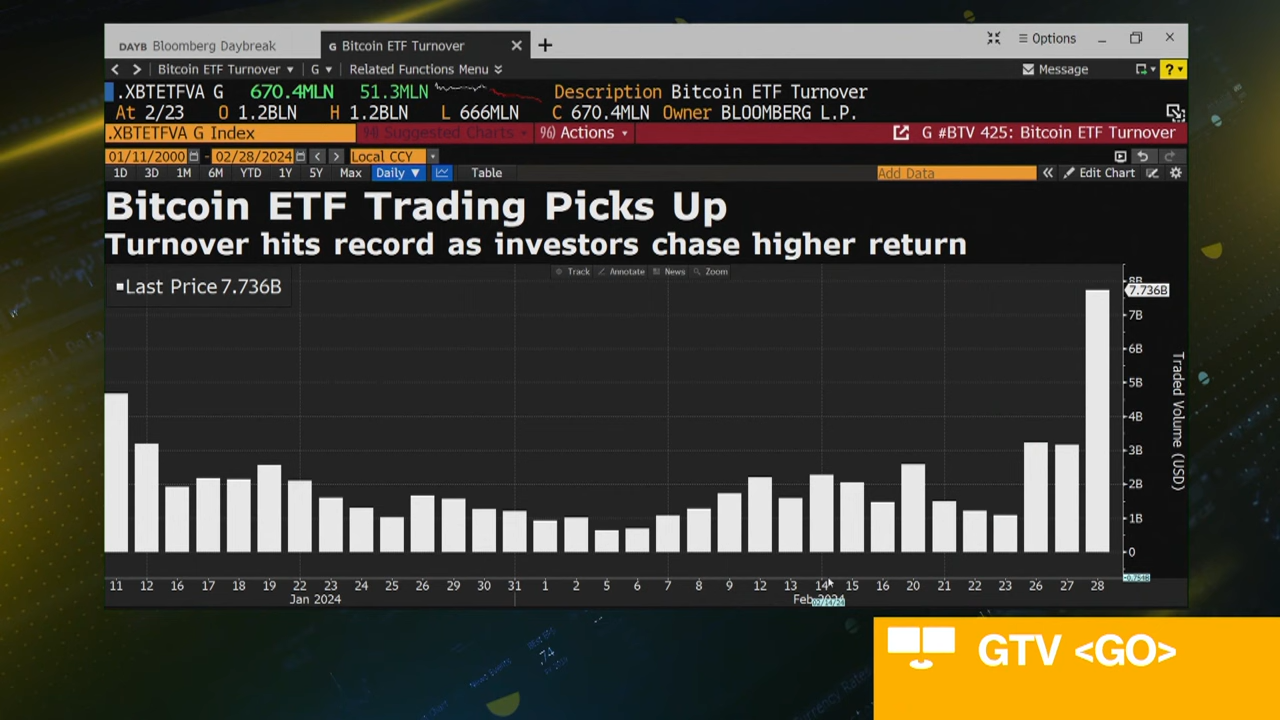 DAYB Bloomberg Daybreak
G Bitcoin ETF Turnover
Options
Bitcoin ETF Turnover
G
Related Functions Menu
Message
?
.XBTETFVA G 670.4MLN 51.3MLN Description Bitcoin ETF Turnover
At 2/23 O 1.2BLN H 1.2BLN L 666MLN C 670.4MLN Owner BLOOMBERG L.P.
.XBTETFVA G Index
94) Suggested Charts
96) Actions
G #BTV 425: Bitcoin ETF Turnover
01/11/2000 - 02/28/2024 Local CCY
1D 3D 1M 6M YTD 1Y 5Y Max Daily ▼ Table
Add Data
« Edit Chart
Bitcoin ETF Trading Picks Up
Turnover hits record as investors chase higher return
Track Annotate News Zoom
Last Price 7.736B
8B
7.736B
7B
6B
5B
4B
3B
2B
1B
0
Traded Volume (USD)
11 12 16 17 18 19 22 23 24 25 26 29 30 31 1 2 5 6 7 8 9 12 13 14 15 16 20 21 22 23 26 27 28
Jan 2024
Feb 2024
02/14/24
GTV <GO>